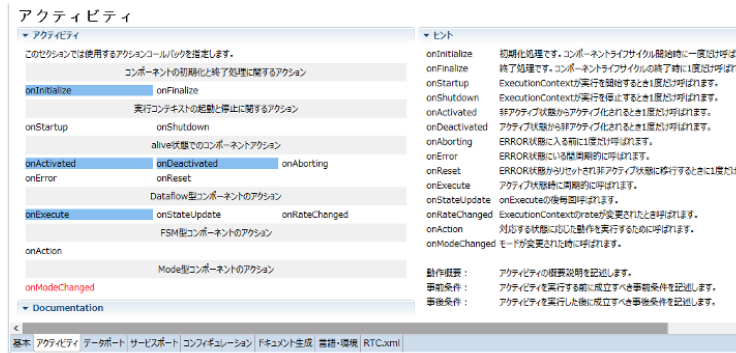 アクティビティ
アクティビティ
このセクションでは使用するアクションコールバックを指定します。
コンポーネントの初期化と終了処理に関するアクション
onInitialize onFinalize
実行コンテキストの起動と停止に関するアクション
onStartup onShutdown
alive状態でのコンポーネントアクション
onActivated onDeactivated onAborting
onError onReset
Dataflow型コンポーネントのアクション
onExecute onStateUpdate onRateChanged
FSM型コンポーネントのアクション
onAction
Mode型コンポーネントのアクション
onModeChanged
Documentation
ヒント
onInitialize 初期化処理です。コンポーネントライフサイクル開始時に一度だけ呼ば
onFinalize 終了処理です。コンポーネントライフサイクルの終了時に1度だけ呼ばれ
onStartup ExecutionContextが実行を開始するとき1度だけ呼ばれます。
onShutdown ExecutionContextが実行を停止するとき1度だけ呼ばれます。
onActivated 非アクティブ状態からアクティブ化されるとき1度だけ呼ばれます。
onDeactivated アクティブ状態から非アクティブ化されるとき1度だけ呼ばれます。
onAborting ERROR状態に入る前に1度だけ呼ばれます。
onError ERROR状態にいる間周期的に呼ばれます。
onReset ERROR状態からリセットされ非アクティブ状態に移行するときに1度だけ
onExecute アクティブ状態時に周期的に呼ばれます。
onStateUpdate onExecuteの後毎回呼ばれます。
onRateChanged ExecutionContextのrateが変更されたとき呼ばれます。
onAction 対応する状態に応じた動作を実行するために呼ばれます。
onModeChanged モードが変更された時に呼ばれます。
動作概要： アクティビティの概要説明を記述します。
事前条件： アクティビティを実行する前に成立すべき事前条件を記述します。
事後条件： アクティビティを実行した後に成立すべき事後条件を記述します。
基本 アクティビティ データポート サービスポート コンフィギュレーション ドキュメント生成 言語・環境 RTC.xml